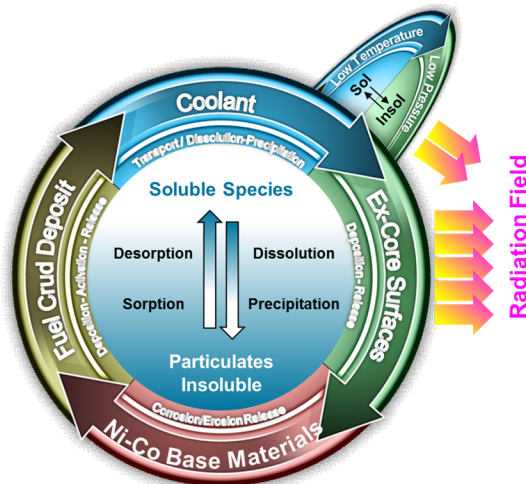 Low Temperature
Low Pressure
Sol
Insol
Coolant
Transport / Dissolution-Precipitation
Soluble Species
Desorption
Dissolution
Sorption
Precipitation
Particulates
Insoluble
Ex-Core Surfaces
Deposition - Release
Radiation Field
Fuel Crud Deposit
Deposition - Activation - Release
Corrosion/Erosion Release
Ni-Co Base Materials